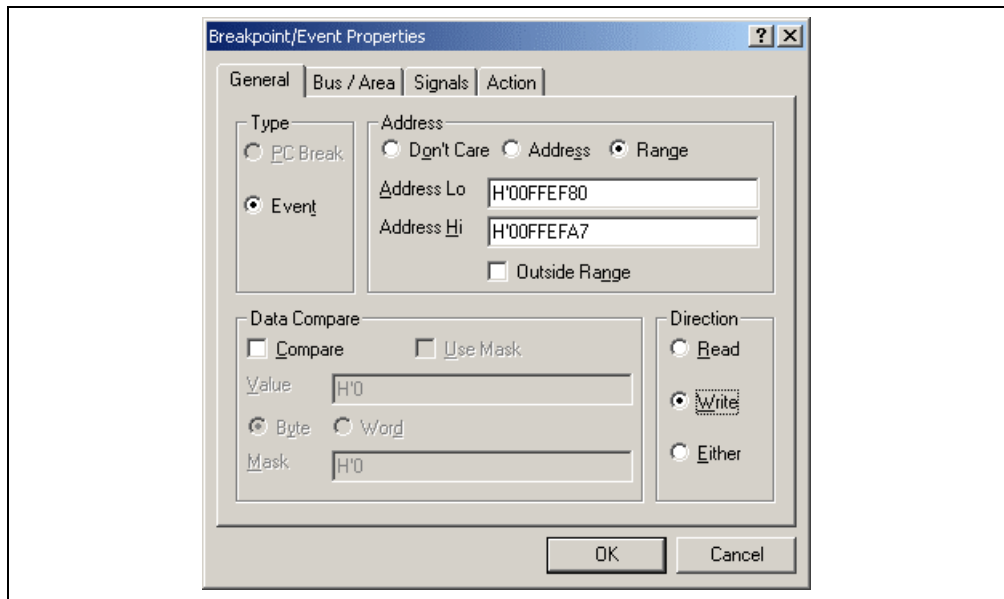 Breakpoint/Event Properties
General Bus / Area Signals Action
Type
PC Break
Event
Address
Don't Care Address Range
Address Lo H'00FFEF80
Address Hi H'00FFEFA7
Outside Range
Data Compare
Compare Use Mask
Value H'0
Byte Word
Mask H'0
Direction
Read
Write
Either
OK Cancel